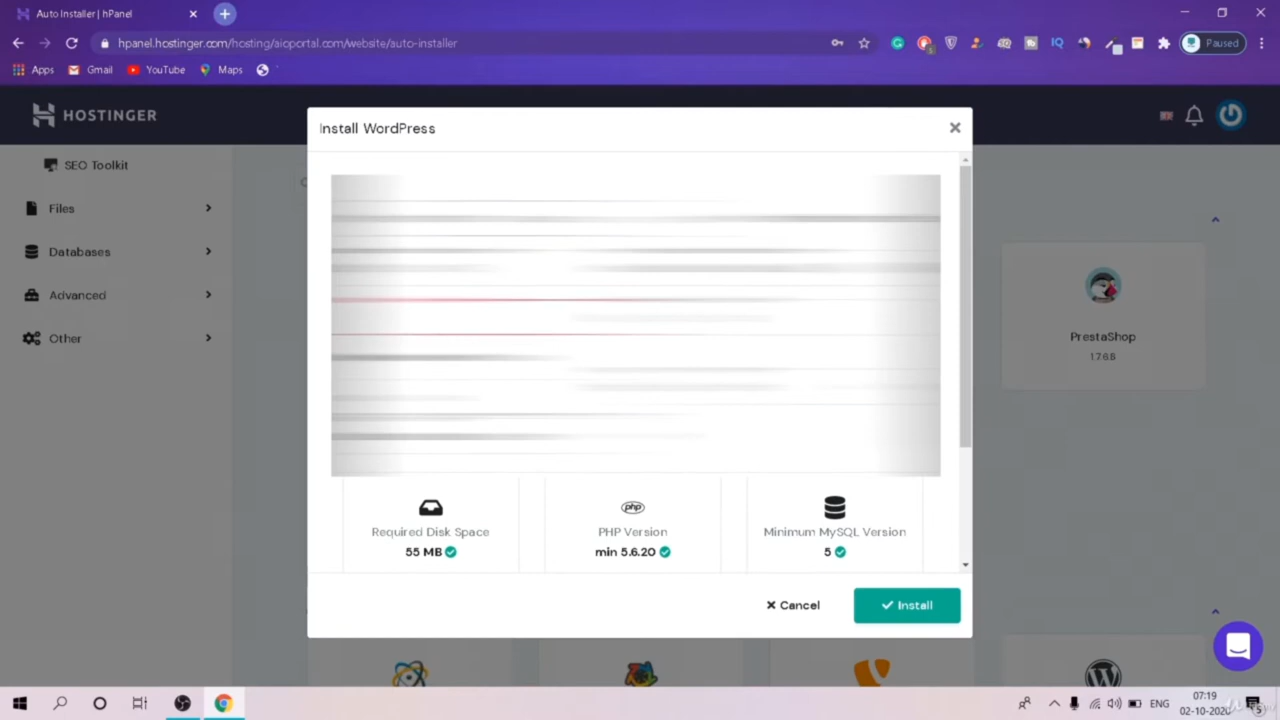 Auto Installer | hPanel
hpanel.hostinger.com/hosting/aioportal.com/website/auto-installer
Paused
Apps
Gmail
YouTube
Maps
HOSTINGER
Install WordPress
SEO Toolkit
Files
Databases
Advanced
Other
PrestaShop
1.7.6.8
php
Required Disk Space
PHP Version
Minimum MySQL Version
55 MB
min 5.6.20
5
Cancel
Install
ENG
07:19
02-10-2020